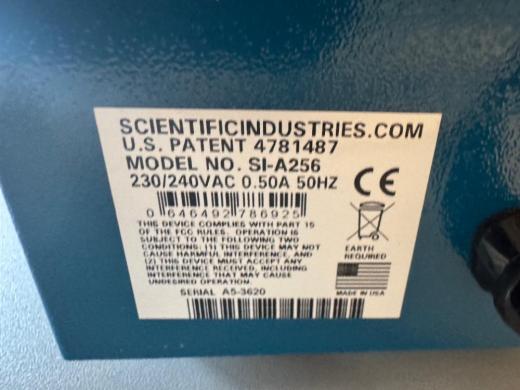 SCIENTIFICINDUSTRIES.COM
U.S. PATENT 4781487
MODEL NO. SI-A256
230/240VAC 0.50A 50HZ
CE
0 646492 786925
THIS DEVICE COMPLIES WITH PART 15
OF THE FCC RULES. OPERATION IS
SUBJECT TO THE FOLLOWING TWO
CONDITIONS: (1) THIS DEVICE MAY NOT
CAUSE HARMFUL INTERFERENCE, AND
(2) THIS DEVICE MUST ACCEPT ANY
INTERFERENCE RECEIVED, INCLUDING
INTERFERENCE THAT MAY CAUSE
UNDESIRED OPERATION.
EARTH
REQUIRED
MADE IN USA
SERIAL A5-3620